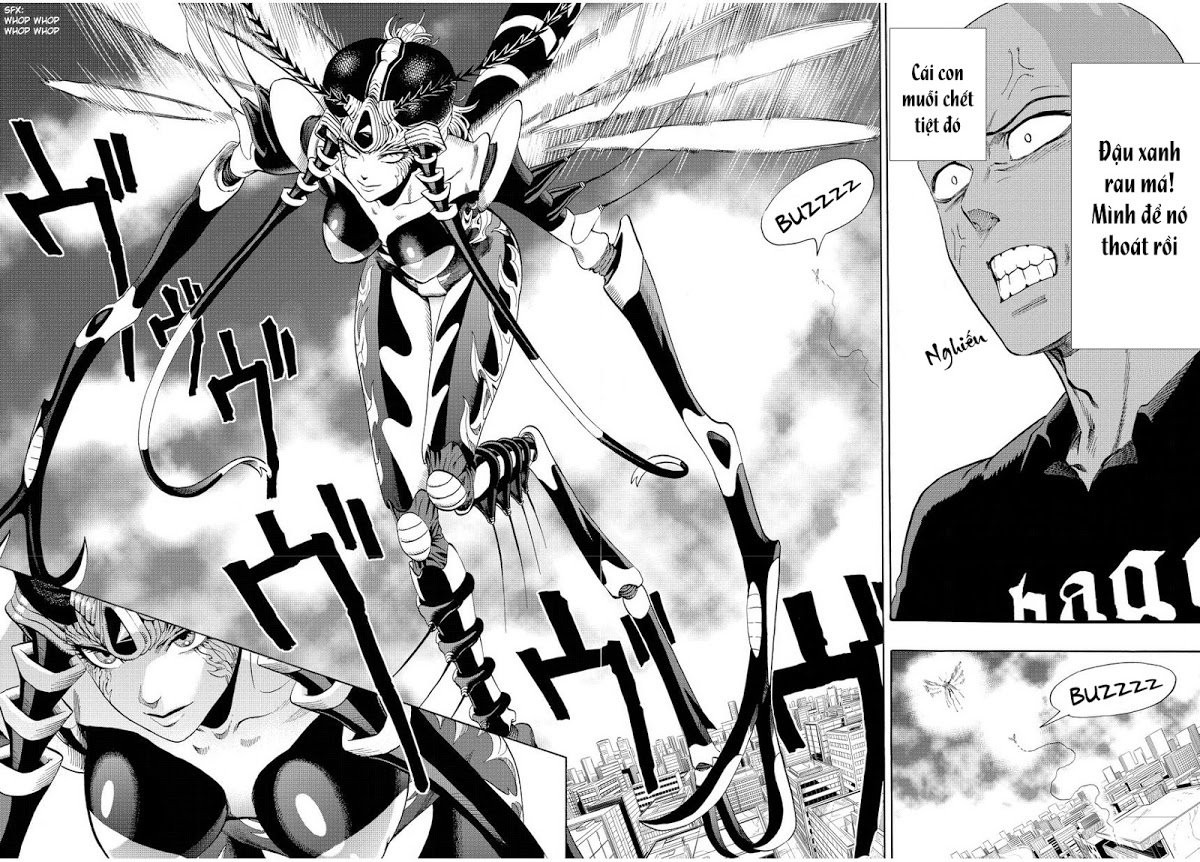 Đậu xanh
rau má!
Mình để nó
thoát rồi
Cái con
muỗi chết
tiệt đó
Nghiến
BUZZZZ
BUZZZZ
SFX:
WHOP WHOP
WHOP WHOP
ヴ
ヴ
ヴ
ヴ
ヴ
ヴ
ヴ